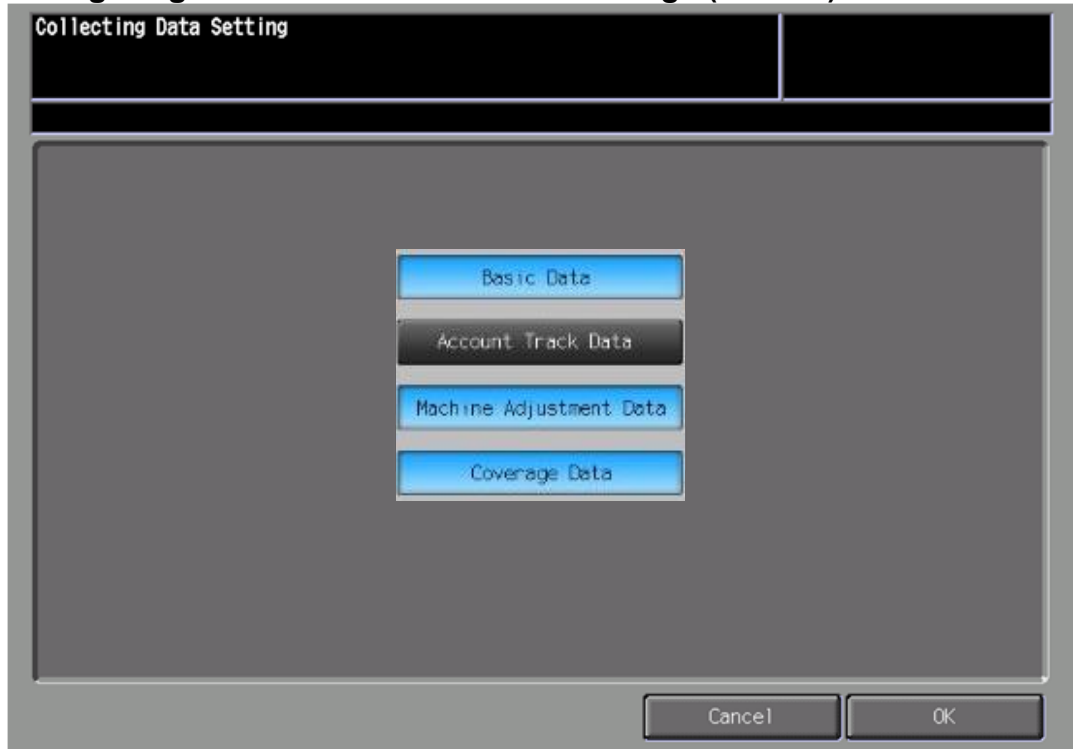 Collecting Data Setting
Basic Data
Account Track Data
Machine Adjustment Data
Coverage Data
Cancel OK